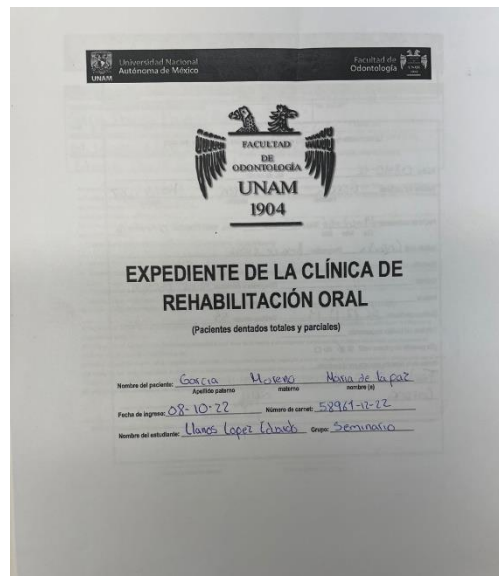 UNAM
Universidad Nacional
Autónoma de México
Facultad de
Odontología
FACULTAD
DE
ODONTOLOGÍA
UNAM
1904
EXPEDIENTE DE LA CLÍNICA DE
REHABILITACIÓN ORAL
(Pacientes dentados totales y parciales)
Nombre del paciente: Garcia Moreno Maria de la paz
Apellido paterno materno nombre (s)
Fecha de ingreso: 08-10-22 Número de carnet: 58961-12-22
Nombre del estudiante: Llanos Lopez Eduardo Grupo: Seminario